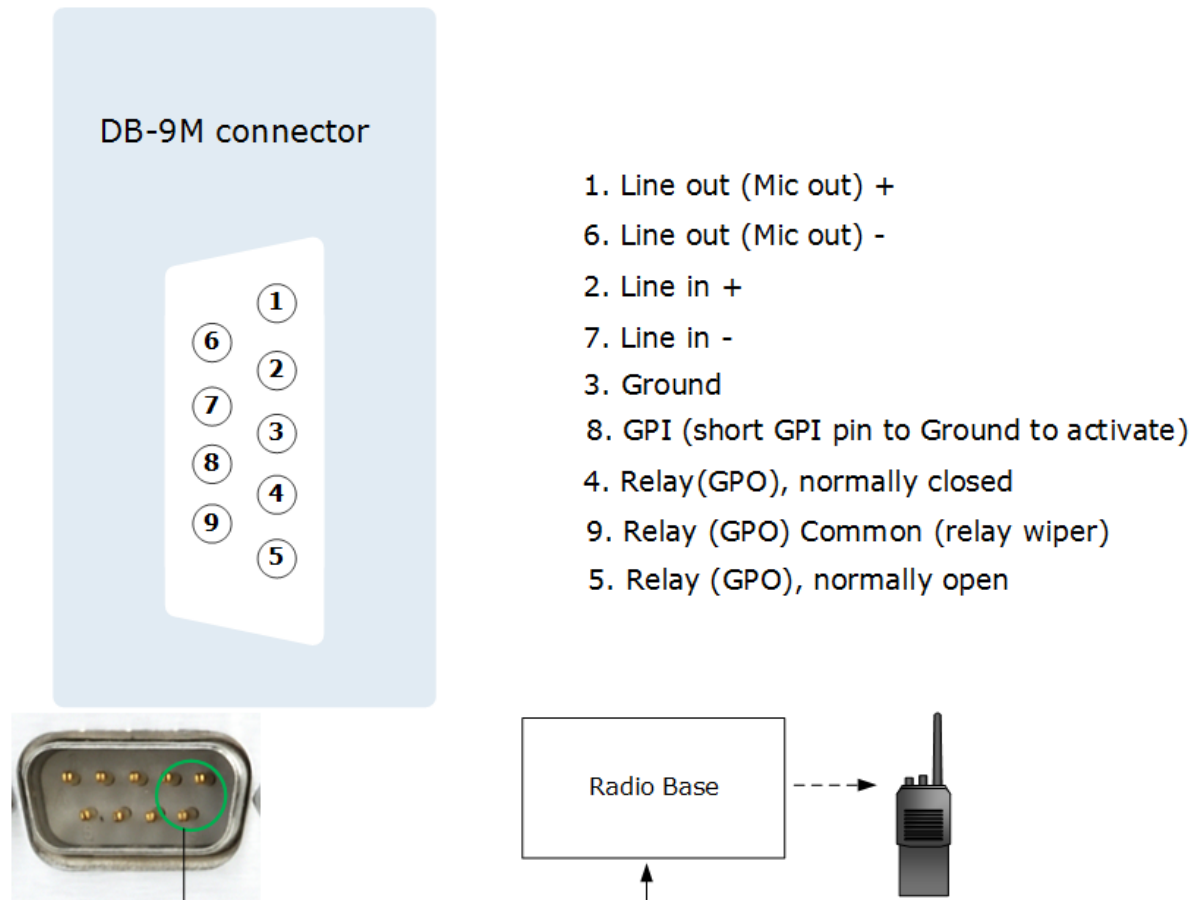 DB-9M connector
1
6
2
7
3
8
4
9
5
1. Line out (Mic out) +
6. Line out (Mic out) -
2. Line in +
7. Line in -
3. Ground
8. GPI (short GPI pin to Ground to activate)
4. Relay(GPO), normally closed
9. Relay (GPO) Common (relay wiper)
5. Relay (GPO), normally open
Radio Base